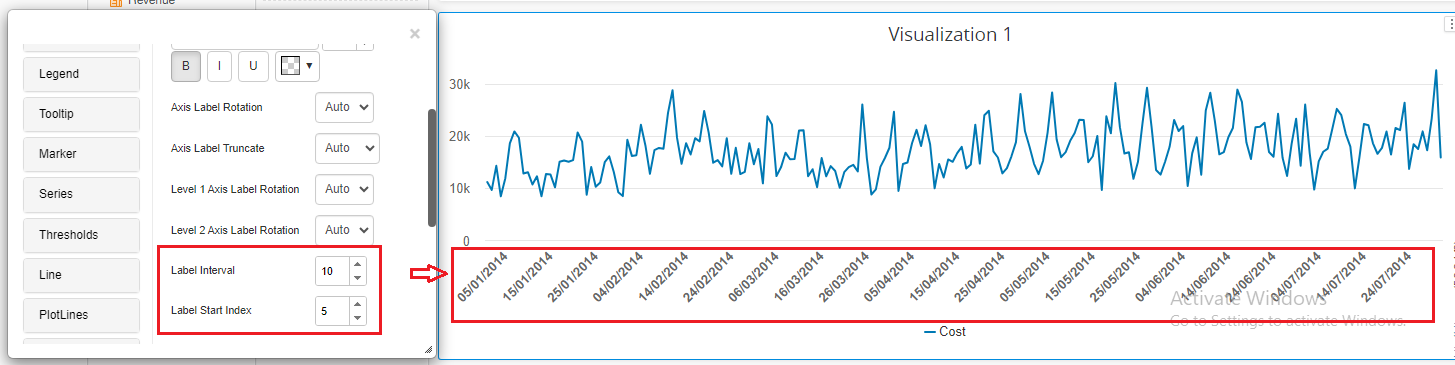 Revenue
×
Legend
Tooltip
Marker
Series
Thresholds
Line
PlotLines
B I U
Axis Label Rotation Auto
Axis Label Truncate Auto
Level 1 Axis Label Rotation Auto
Level 2 Axis Label Rotation Auto
Label Interval 10
Label Start Index 5
Visualization 1
30k
20k
10k
0
05/01/2014
15/01/2014
25/01/2014
04/02/2014
14/02/2014
24/02/2014
06/03/2014
16/03/2014
26/03/2014
05/04/2014
15/04/2014
25/04/2014
05/05/2014
15/05/2014
25/05/2014
04/06/2014
14/06/2014
24/06/2014
04/07/2014
14/07/2014
24/07/2014
Cost
Activate Windows
Go to Settings to activate Windows.